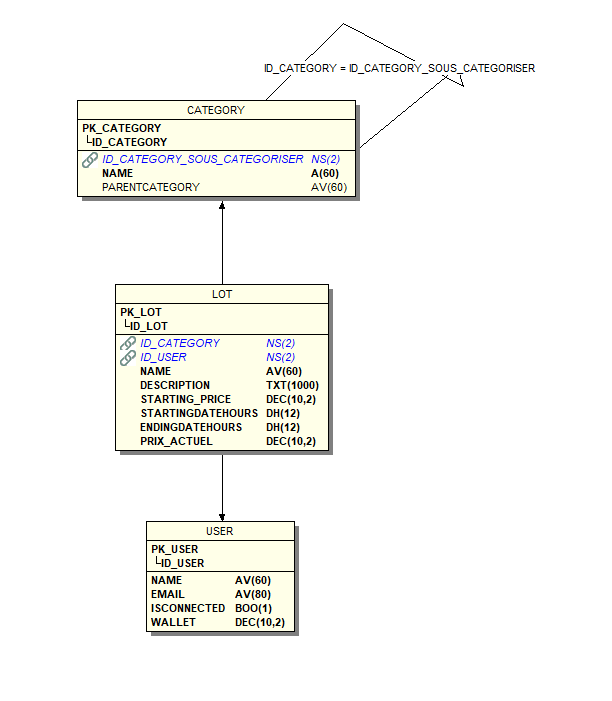 ID_CATEGORY = ID_CATEGORY_SOUS_CATEGORISER
CATEGORY
PK_CATEGORY
ID_CATEGORY
ID_CATEGORY_SOUS_CATEGORISER NS(2)
NAME A(60)
PARENTCATEGORY AV(60)
LOT
PK_LOT
ID_LOT
ID_CATEGORY NS(2)
ID_USER NS(2)
NAME AV(60)
DESCRIPTION TXT(1000)
STARTING_PRICE DEC(10,2)
STARTINGDATEHOURS DH(12)
ENDINGDATEHOURS DH(12)
PRIX_ACTUEL DEC(10,2)
USER
PK_USER
ID_USER
NAME AV(60)
EMAIL AV(80)
ISCONNECTED BOO(1)
WALLET DEC(10,2)